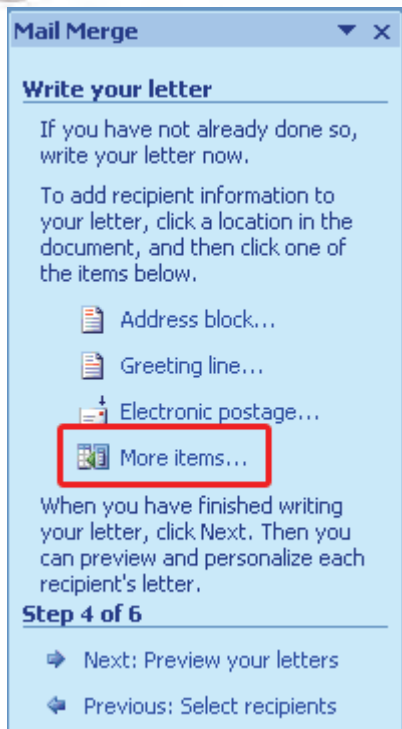 Mail Merge
Write your letter
If you have not already done so,
write your letter now.
To add recipient information to
your letter, click a location in the
document, and then click one of
the items below.
Address block...
Greeting line...
Electronic postage...
More items...
When you have finished writing
your letter, click Next. Then you
can preview and personalize each
recipient's letter.
Step 4 of 6
Next: Preview your letters
Previous: Select recipients